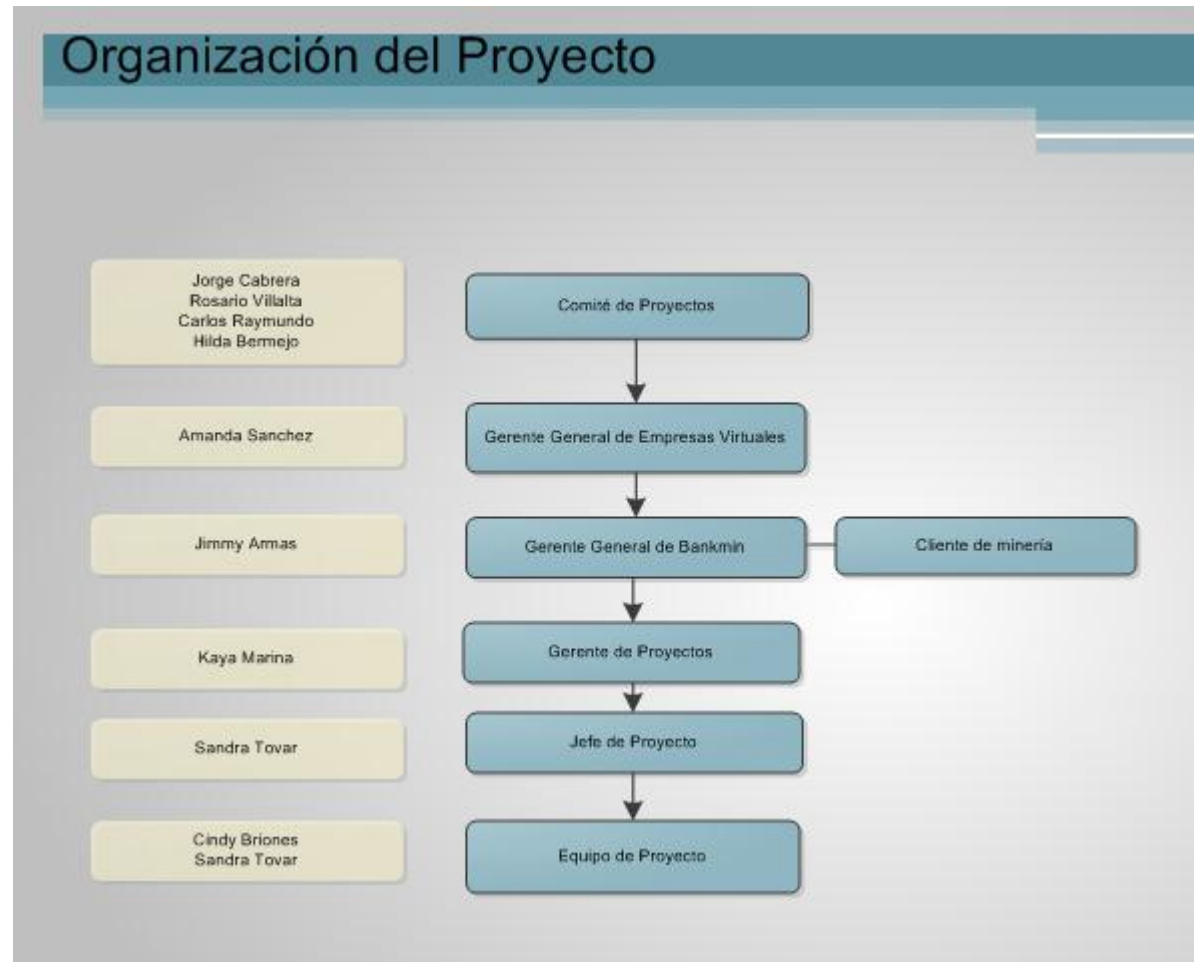 Organización del Proyecto
Jorge Cabrera
Rosario Villalta
Carlos Raymundo
Hilda Bermejo
Comité de Proyectos
Amanda Sanchez
Gerente General de Empresas Virtuales
Jimmy Armas
Gerente General de Bankmin
Cliente de minería
Kaya Marina
Gerente de Proyectos
Sandra Tovar
Jefe de Proyecto
Cindy Briones
Sandra Tovar
Equipo de Proyecto